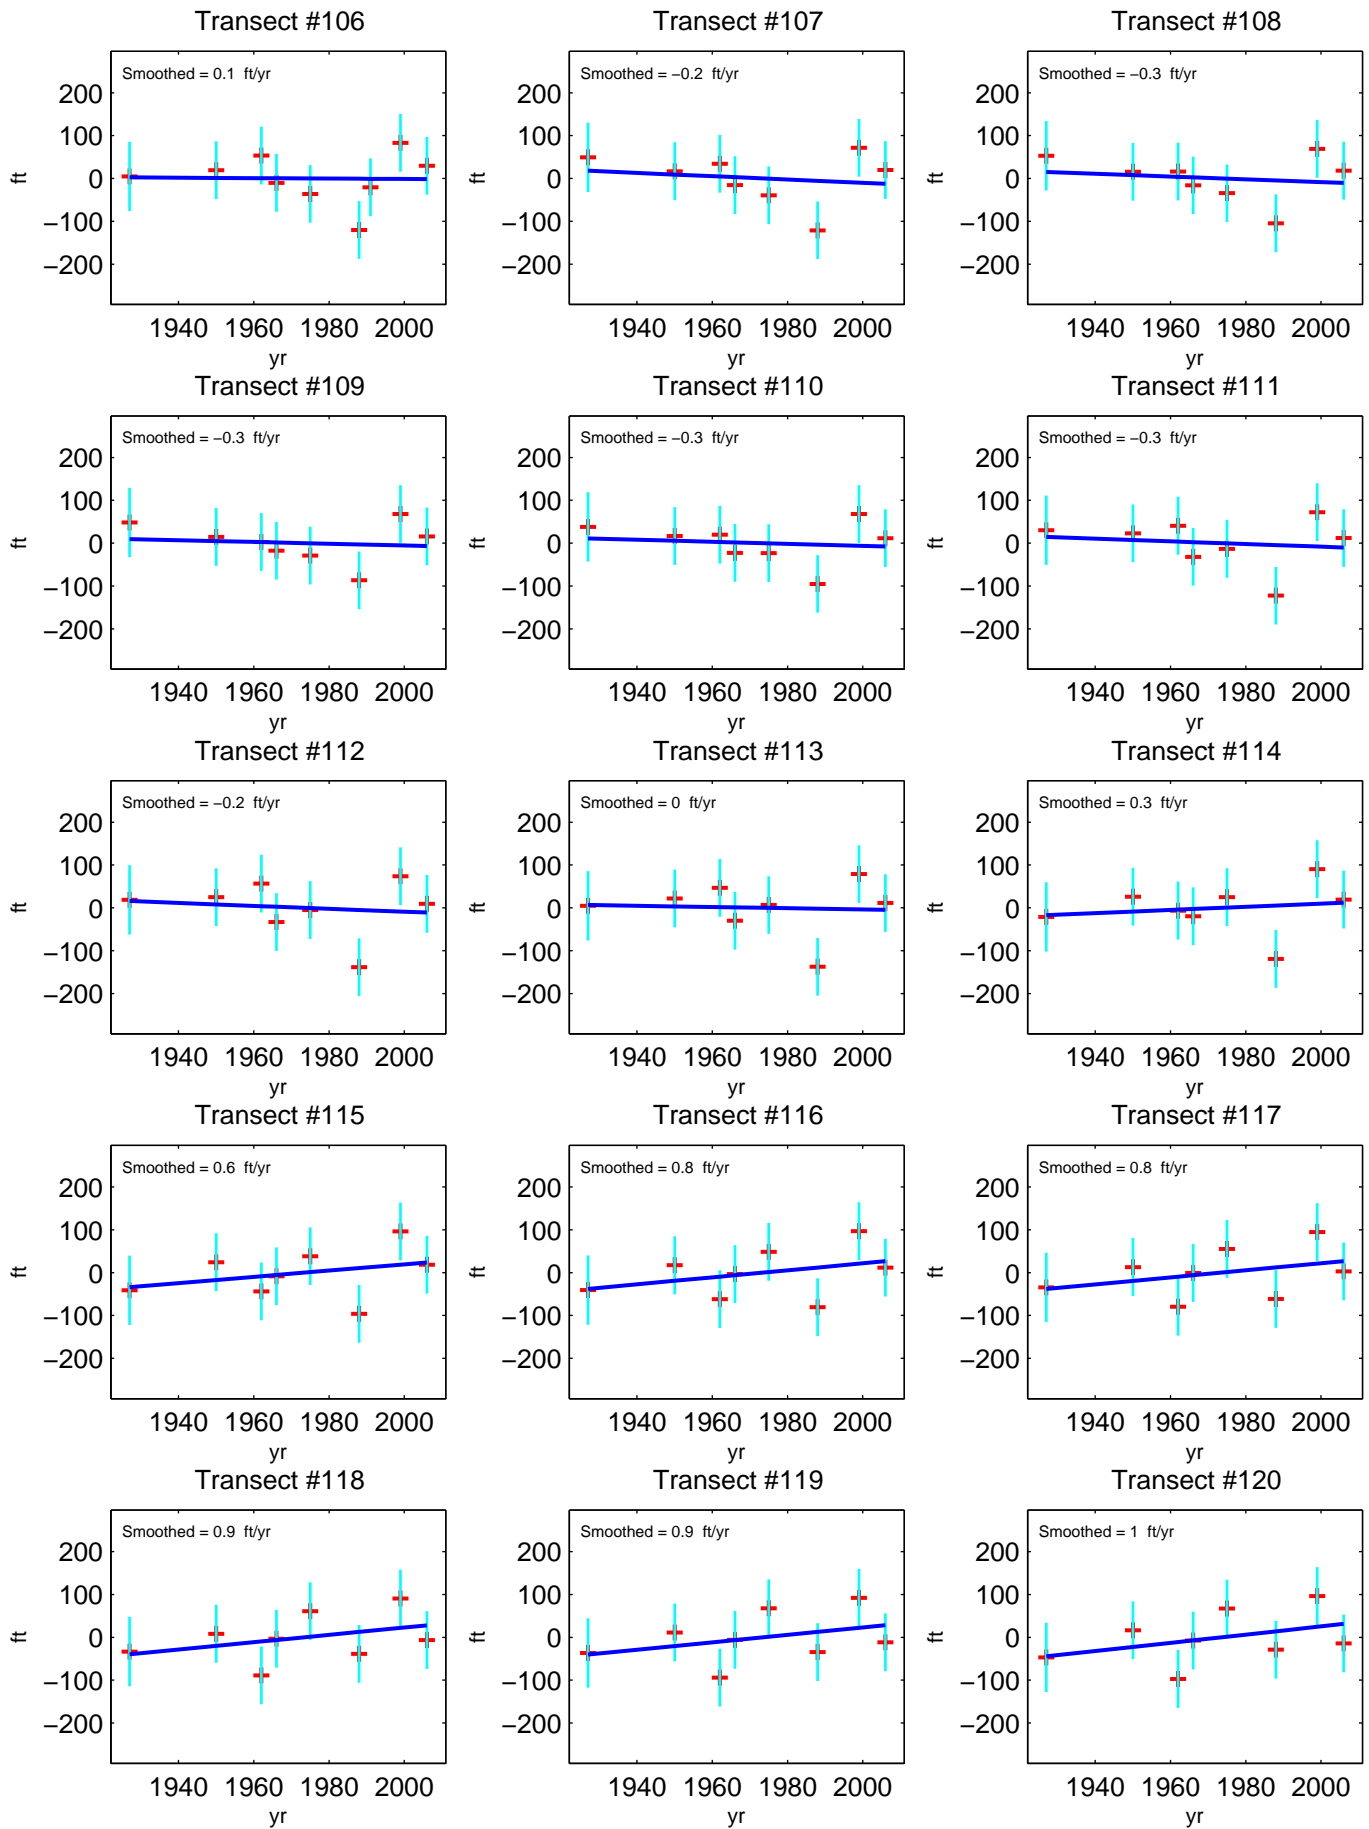 Transect #106 Transect #107 Transect #108
Smoothed = 0.1 ft/yr Smoothed = −0.2 ft/yr Smoothed = −0.3 ft/yr
200 200 200
100 100 100
ft 0 ft 0 ft 0
−100 −100 −100
−200 −200 −200
1940 1960 1980 2000 1940 1960 1980 2000 1940 1960 1980 2000
yr yr yr
Transect #109 Transect #110 Transect #111
Smoothed = −0.3 ft/yr Smoothed = −0.3 ft/yr Smoothed = −0.3 ft/yr
200 200 200
100 100 100
ft 0 ft 0 ft 0
−100 −100 −100
−200 −200 −200
1940 1960 1980 2000 1940 1960 1980 2000 1940 1960 1980 2000
yr yr yr
Transect #112 Transect #113 Transect #114
Smoothed = −0.2 ft/yr Smoothed = 0 ft/yr Smoothed = 0.3 ft/yr
200 200 200
100 100 100
ft 0 ft 0 ft 0
−100 −100 −100
−200 −200 −200
1940 1960 1980 2000 1940 1960 1980 2000 1940 1960 1980 2000
yr yr yr
Transect #115 Transect #116 Transect #117
Smoothed = 0.6 ft/yr Smoothed = 0.8 ft/yr Smoothed = 0.8 ft/yr
200 200 200
100 100 100
ft 0 ft 0 ft 0
−100 −100 −100
−200 −200 −200
1940 1960 1980 2000 1940 1960 1980 2000 1940 1960 1980 2000
yr yr yr
Transect #118 Transect #119 Transect #120
Smoothed = 0.9 ft/yr Smoothed = 0.9 ft/yr Smoothed = 1 ft/yr
200 200 200
100 100 100
ft 0 ft 0 ft 0
−100 −100 −100
−200 −200 −200
1940 1960 1980 2000 1940 1960 1980 2000 1940 1960 1980 2000
yr yr yr